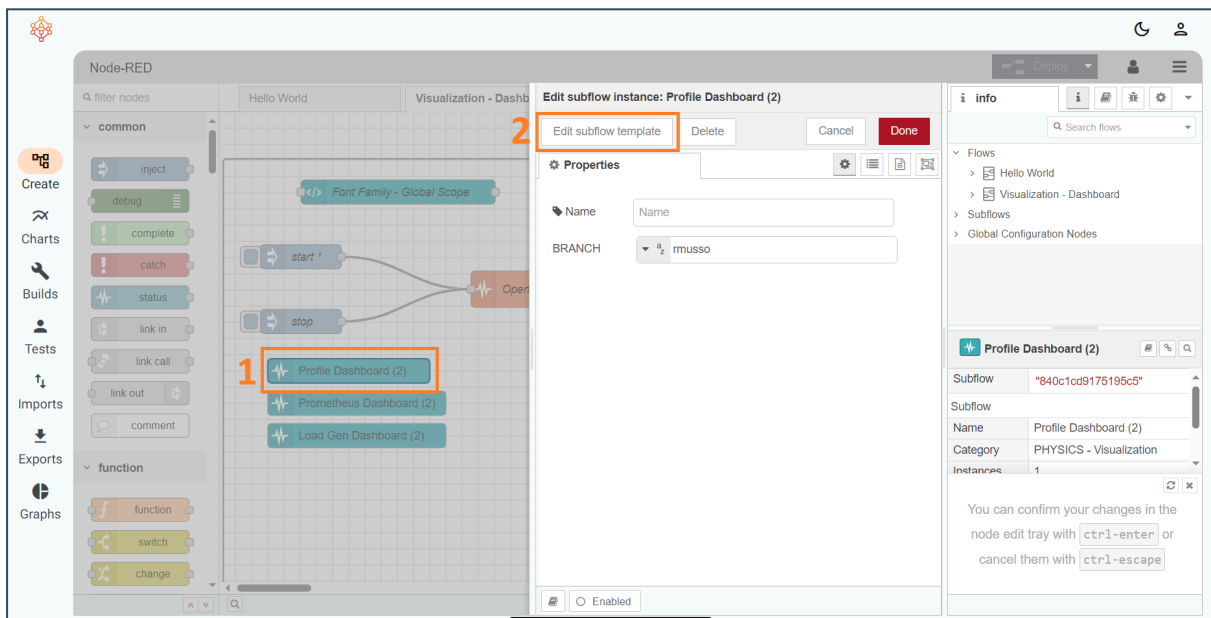 Node-RED
Deploy
Create
Charts
Builds
Tests
Imports
Exports
Graphs
filter nodes
common
inject
debug
complete
catch
status
link in
link call
link out
comment
function
function
switch
change
Hello World
Visualization - Dashb
Font Family - Global Scope
start ¹
stop
Open
1
Profile Dashboard (2)
Prometheus Dashboard (2)
Load Gen Dashboard (2)
Edit subflow instance: Profile Dashboard (2)
2
Edit subflow template
Delete
Cancel
Done
Properties
Name
Name
BRANCH
az
rmusso
Enabled
i info
i
Search flows
Flows
Hello World
Visualization - Dashboard
Subflows
Global Configuration Nodes
Profile Dashboard (2)
Subflow "840c1cd9175195c5"
Subflow
Name Profile Dashboard (2)
Category PHYSICS - Visualization
Instances 1
You can confirm your changes in the
node edit tray with ctrl-enter or
cancel them with ctrl-escape